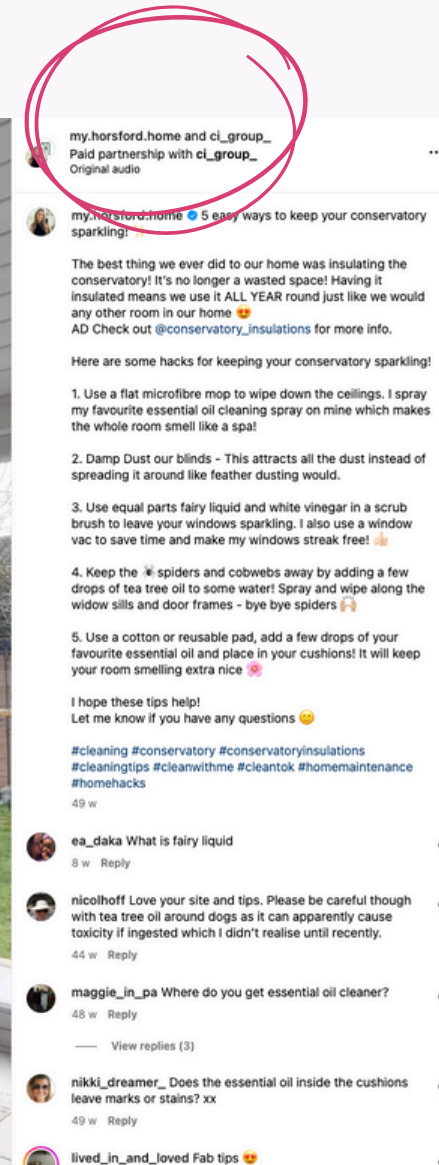 my.horsford.home and ci_group_
Paid partnership with ci_group_
Original audio
my.horsford.home 5 easy ways to keep your conservatory
sparkling! ✨
The best thing we ever did to our home was insulating the
conservatory! It's no longer a wasted space! Having it
insulated means we use it ALL YEAR round just like we would
any other room in our home 😍
AD Check out @conservatory_insulations for more info.
Here are some hacks for keeping your conservatory sparkling!
1. Use a flat microfibre mop to wipe down the ceilings. I spray
my favourite essential oil cleaning spray on mine which makes
the whole room smell like a spa!
2. Damp Dust our blinds - This attracts all the dust instead of
spreading it around like feather dusting would.
3. Use equal parts fairy liquid and white vinegar in a scrub
brush to leave your windows sparkling. I also use a window
vac to save time and make my windows streak free! 👍🏻
4. Keep the 🕷 spiders and cobwebs away by adding a few
drops of tea tree oil to some water! Spray and wipe along the
widow sills and door frames - bye bye spiders 🙌🏻
5. Use a cotton or reusable pad, add a few drops of your
favourite essential oil and place in your cushions! It will keep
your room smelling extra nice 🌸
I hope these tips help!
Let me know if you have any questions 🙂
#cleaning #conservatory #conservatoryinsulations
#cleaningtips #cleanwithme #cleantok #homemaintenance
#homehacks
49 w
ea_daka What is fairy liquid
8 w Reply
nicolhoff Love your site and tips. Please be careful though
with tea tree oil around dogs as it can apparently cause
toxicity if ingested which I didn't realise until recently.
44 w Reply
maggie_in_pa Where do you get essential oil cleaner?
48 w Reply
View replies (3)
nikki_dreamer_ Does the essential oil inside the cushions
leave marks or stains? xx
49 w Reply
lived_in_and_loved Fab tips 😍